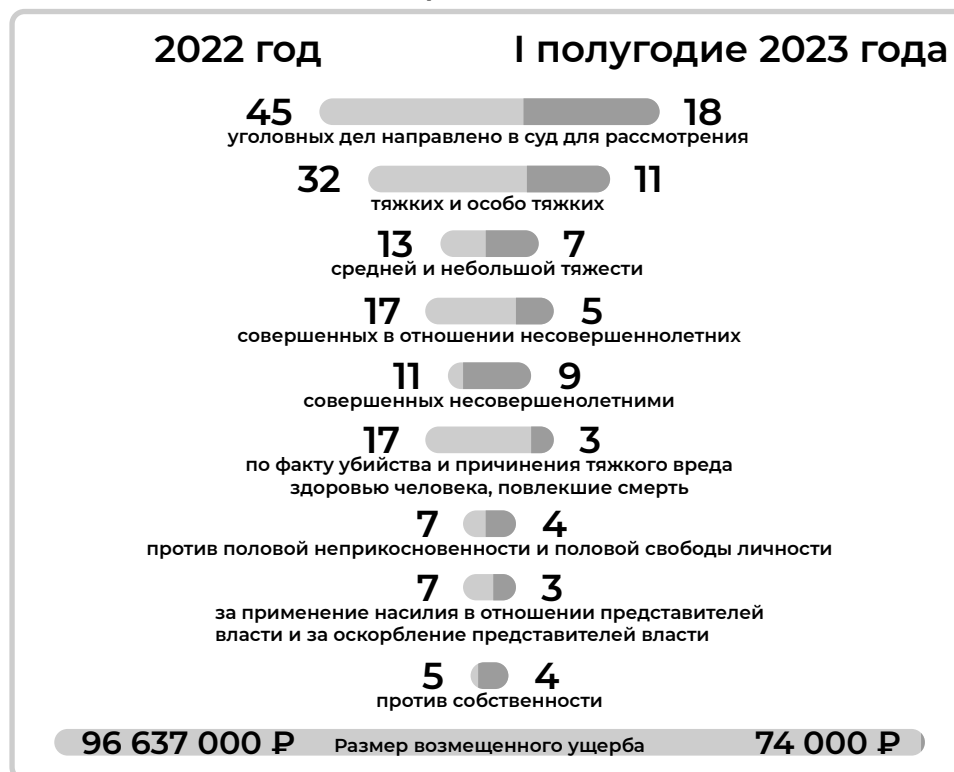 2022 год I полугодие 2023 года
45 18
уголовных дел направлено в суд для рассмотрения
32 11
тяжких и особо тяжких
13 7
средней и небольшой тяжести
17 5
совершенных в отношении несовершеннолетних
11 9
совершенных несовершенолетними
17 3
по факту убийства и причинения тяжкого вреда
здоровью человека, повлекшие смерть
7 4
против половой неприкосновенности и половой свободы личности
7 3
за применение насилия в отношении представителей
власти и за оскорбление представителей власти
5 4
против собственности
96 637 000 ₽ Размер возмещенного ущерба 74 000 ₽